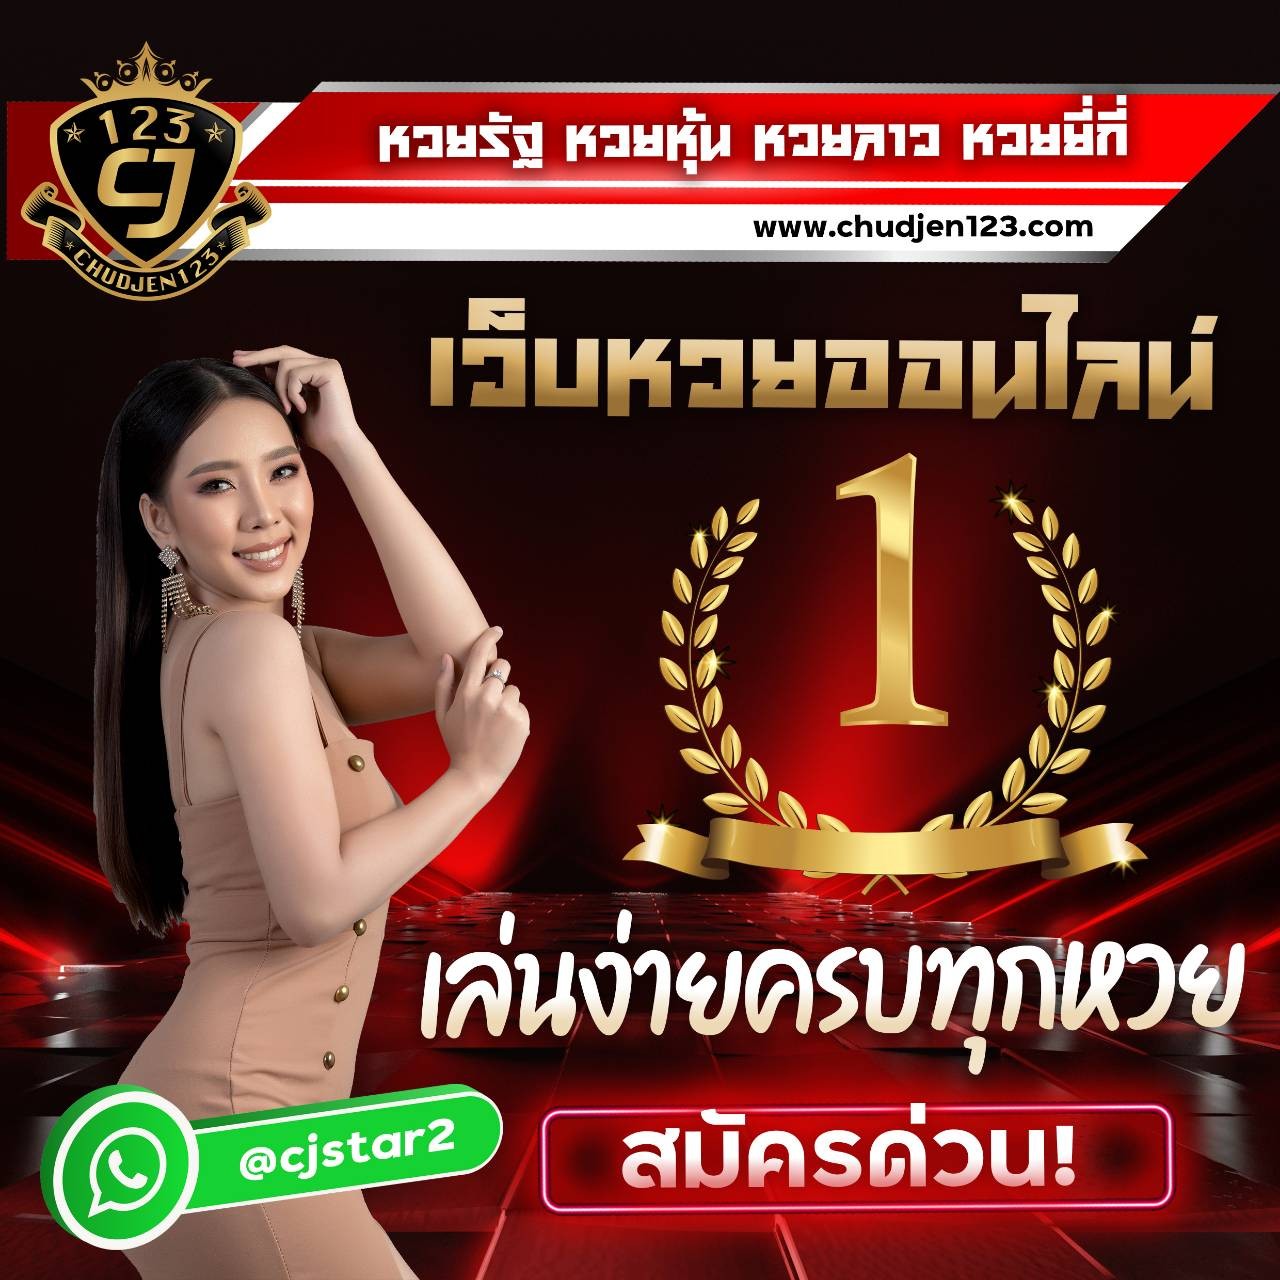 123
CJ
CHUDJEN123
หวยรัฐ หวยหุ้น หวยลาว หวยยี่กี่
www.chudjen123.com
เว็บหวยออนไลน์
1
เล่นง่ายครบทุกหวย
@cjstar2
สมัครด่วน!